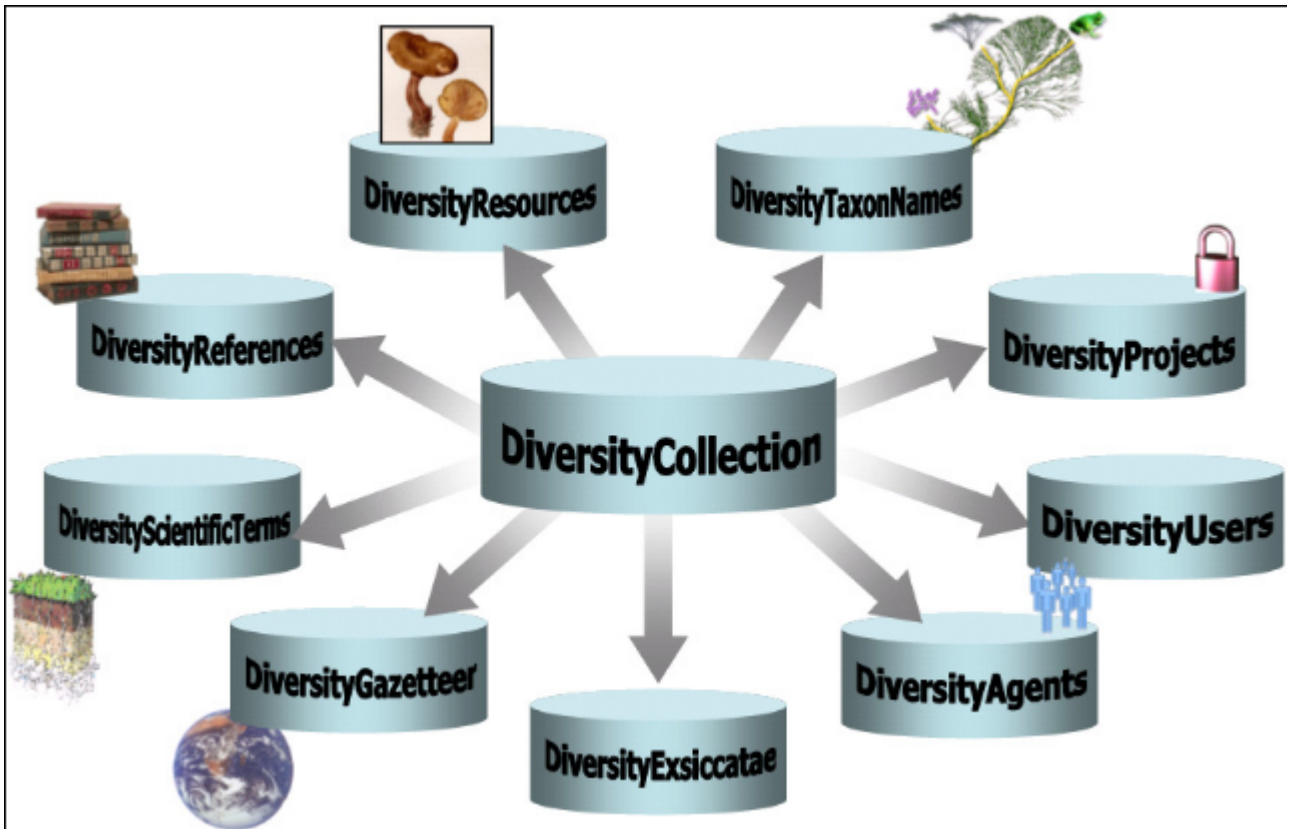 DiversityResources
DiversityTaxonNames
DiversityReferences
DiversityProjects
DiversityCollection
DiversityScientificTerms
DiversityUsers
DiversityGazetteer
DiversityAgents
DiversityExsiccatae